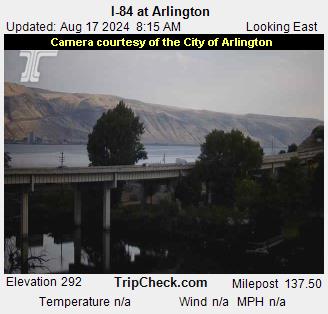 I-84 at Arlington
Updated: Aug 17 2024 8:15 AM Looking East
Camera courtesy of the City of Arlington
Elevation 292 TripCheck.com Milepost 137.50
Temperature n/a Wind n/a MPH n/a